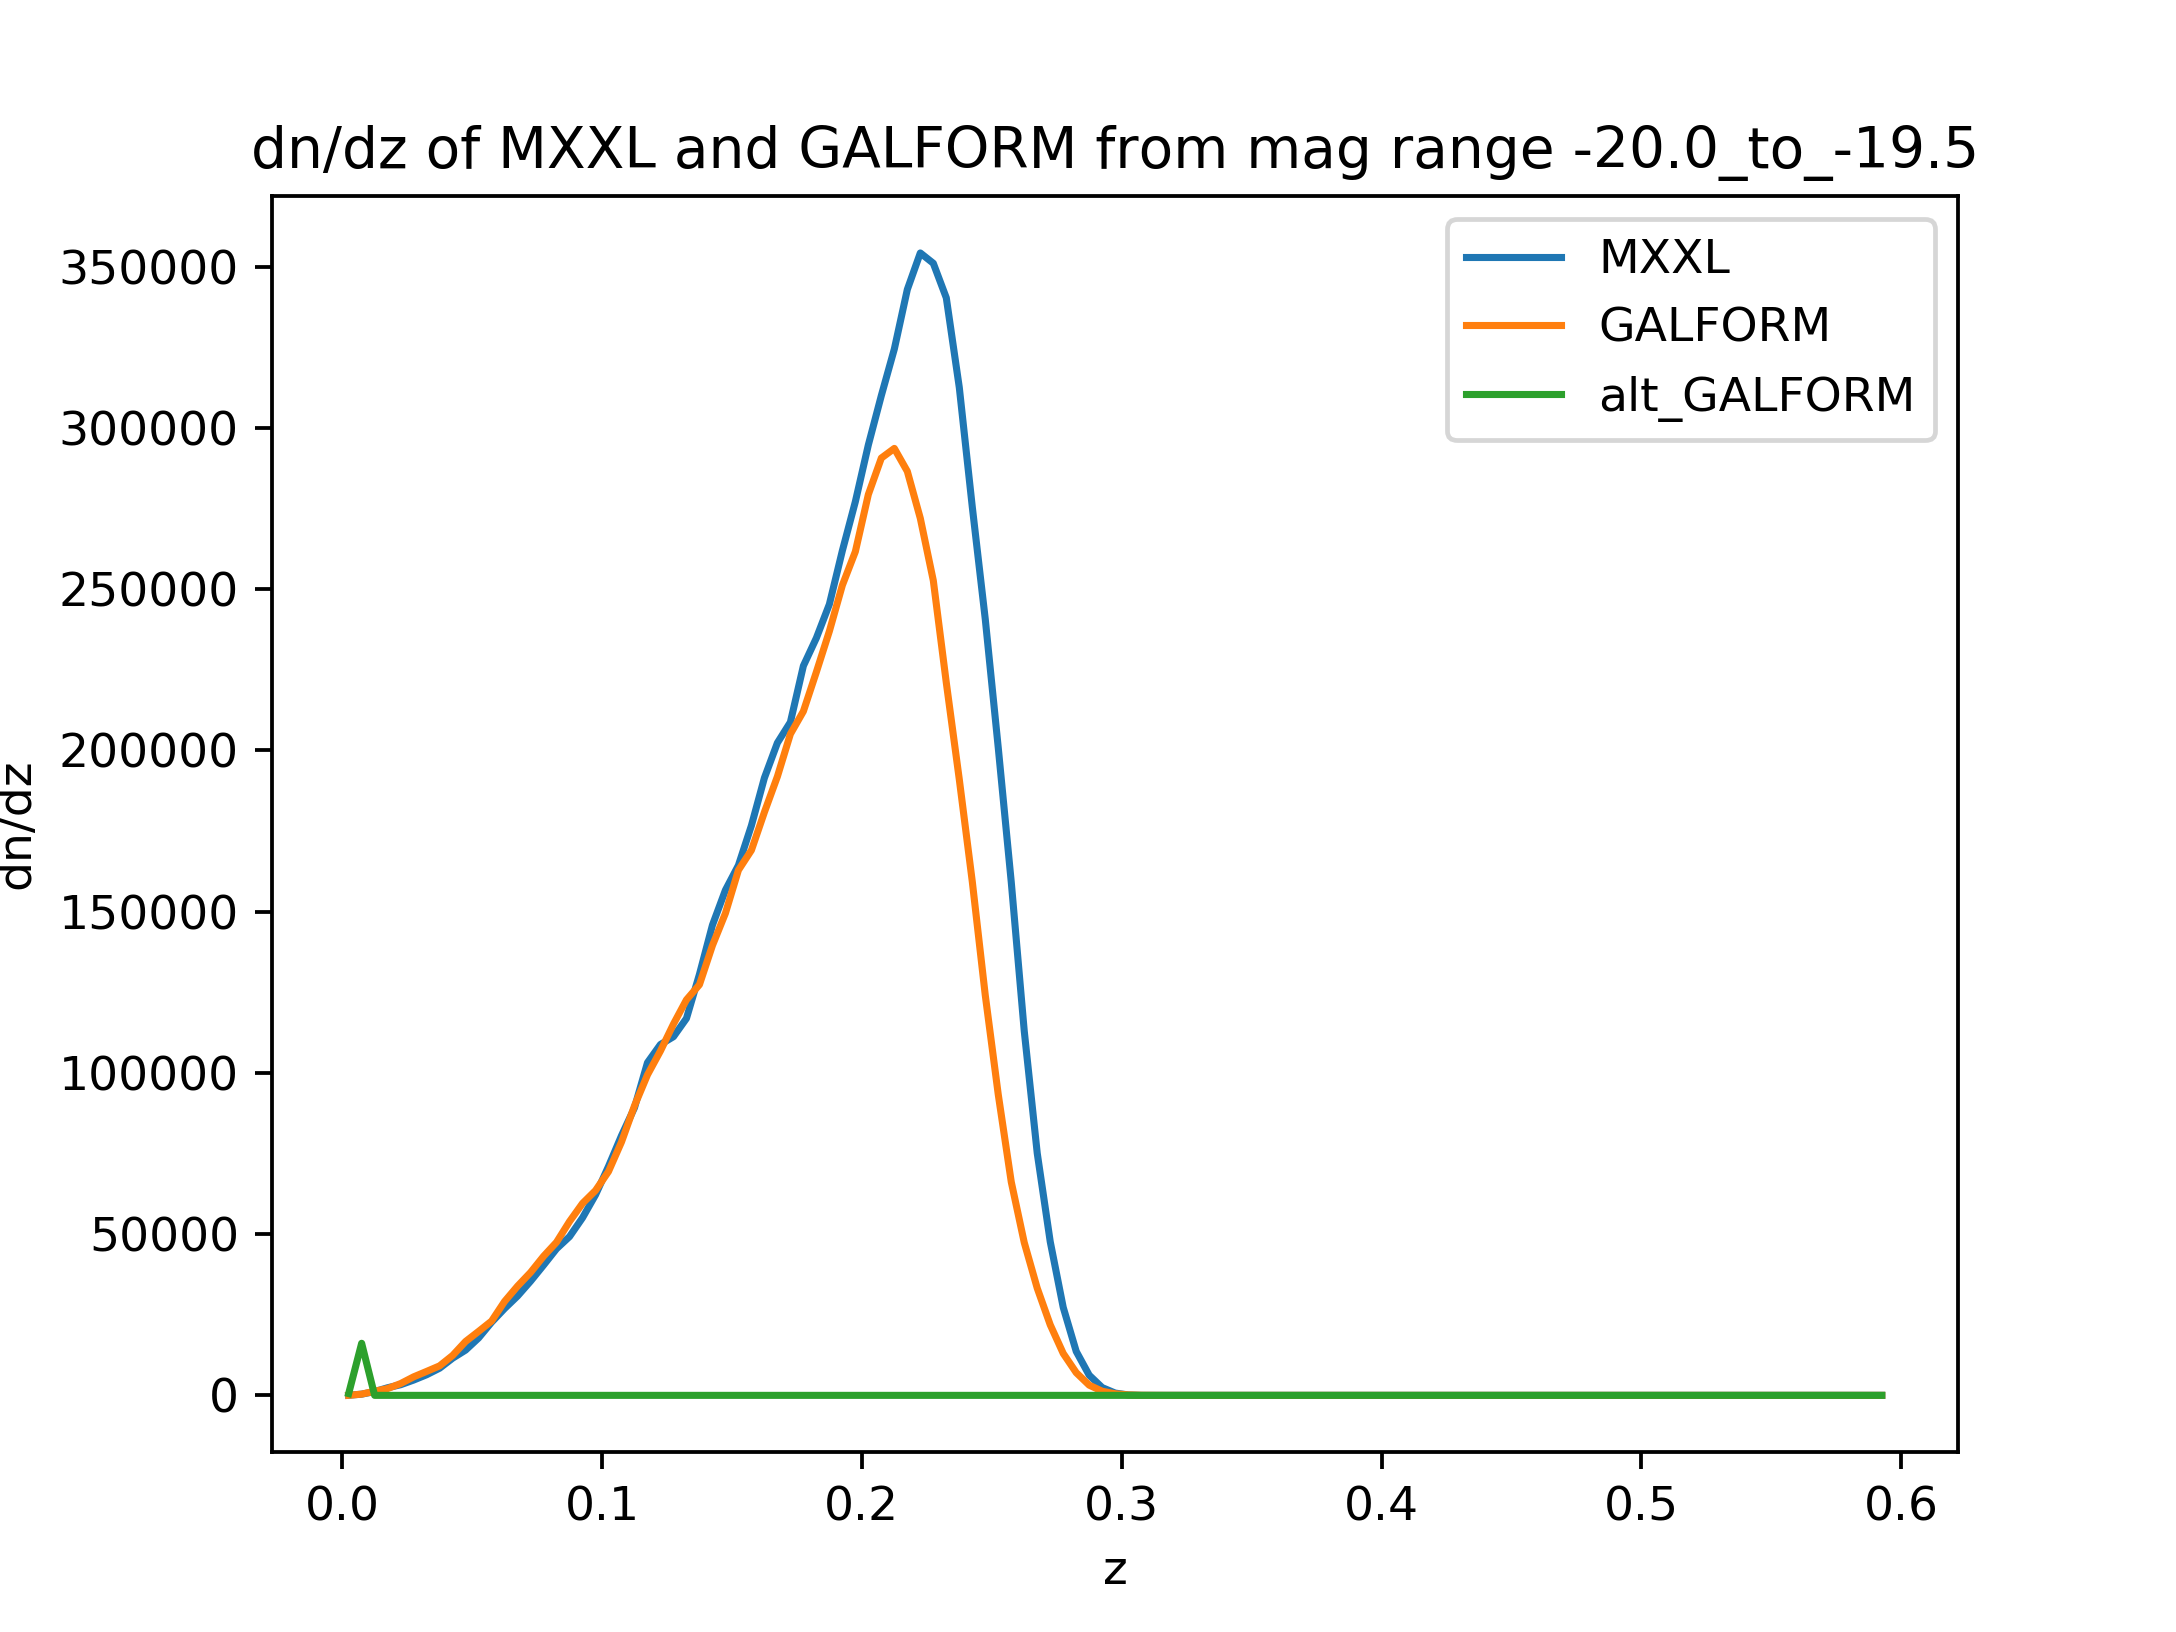 dn/dz of MXXL and GALFORM from mag range -20.0_to_-19.5
MXXL
GALFORM
alt_GALFORM
350000
300000
250000
200000
150000
100000
50000
0
dn/dz
0.0 0.1 0.2 0.3 0.4 0.5 0.6
z